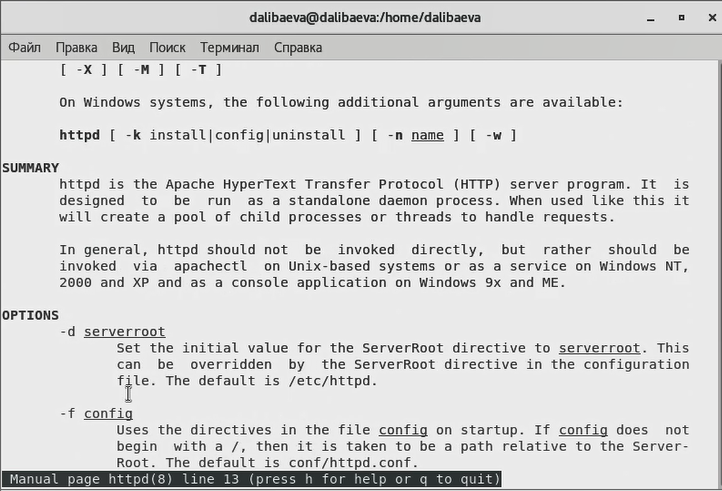 dalibaeva@dalibaeva:/home/dalibaeva
Файл Правка Вид Поиск Терминал Справка
[ -X ] [ -M ] [ -T ]
On Windows systems, the following additional arguments are available:
httpd [ -k install|config|uninstall ] [ -n name ] [ -w ]
SUMMARY
httpd is the Apache HyperText Transfer Protocol (HTTP) server program. It is
designed to be run as a standalone daemon process. When used like this it
will create a pool of child processes or threads to handle requests.
In general, httpd should not be invoked directly, but rather should be
invoked via apachectl on Unix-based systems or as a service on Windows NT,
2000 and XP and as a console application on Windows 9x and ME.
OPTIONS
-d serverroot
Set the initial value for the ServerRoot directive to serverroot. This
can be overridden by the ServerRoot directive in the configuration
file. The default is /etc/httpd.
-f config
Uses the directives in the file config on startup. If config does not
begin with a /, then it is taken to be a path relative to the Server-
Root. The default is conf/httpd.conf.
Manual page httpd(8) line 13 (press h for help or q to quit)